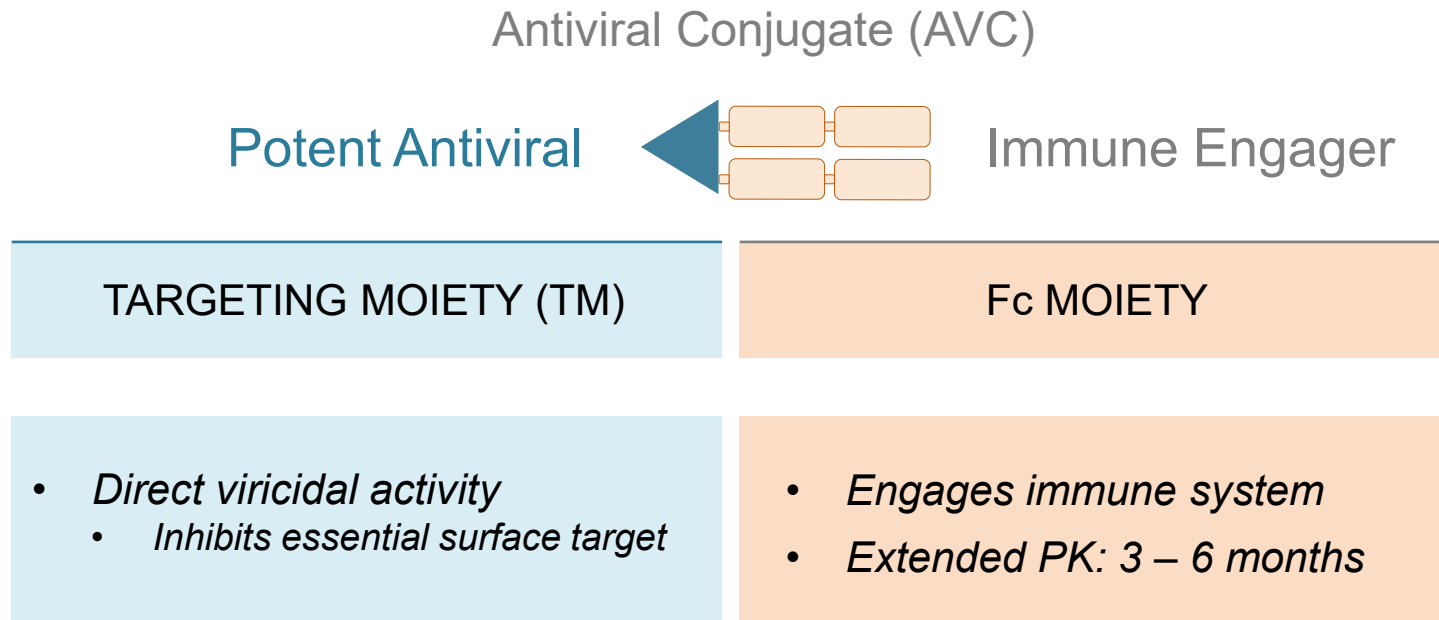 Antiviral Conjugate (AVC)
Potent Antiviral
Immune Engager
TARGETING MOIETY (TM)
Fc MOIETY
• Direct viricidal activity
• Inhibits essential surface target
• Engages immune system
• Extended PK: 3 – 6 months